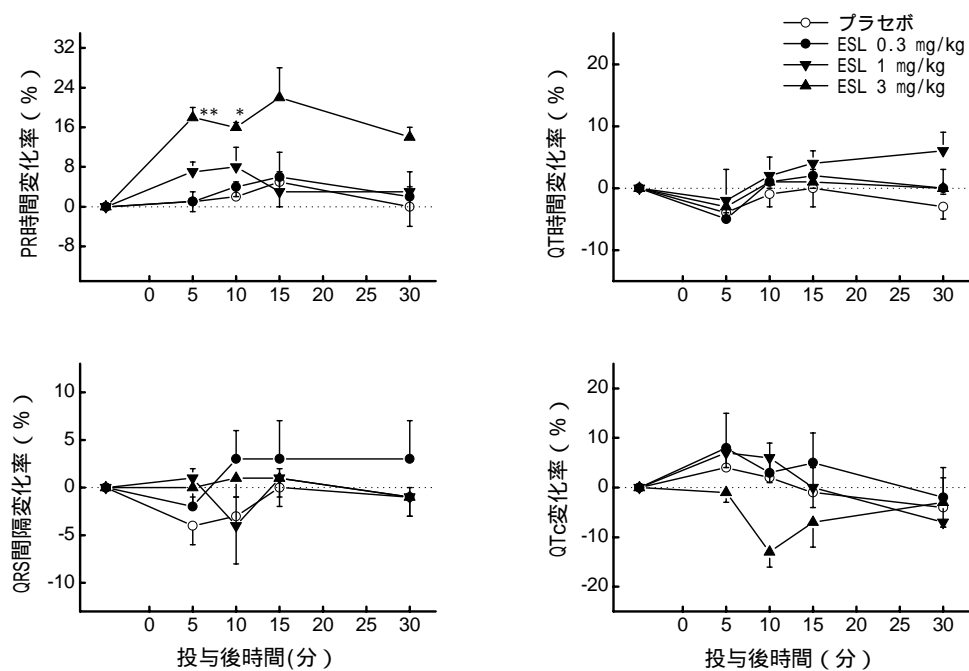 プラセボ
ESL 0.3 mg/kg
ESL 1 mg/kg
ESL 3 mg/kg
PR時間変化率（%）
32
24
16
8
0
-8
** *
0 5 10 15 20 25 30
QT時間変化率（%）
20
10
0
-10
0 5 10 15 20 25 30
QRS間隔変化率（%）
10
5
0
-5
-10
0 5 10 15 20 25 30
投与後時間(分)
QTc変化率（%）
20
10
0
-10
-20
0 5 10 15 20 25 30
投与後時間（分）